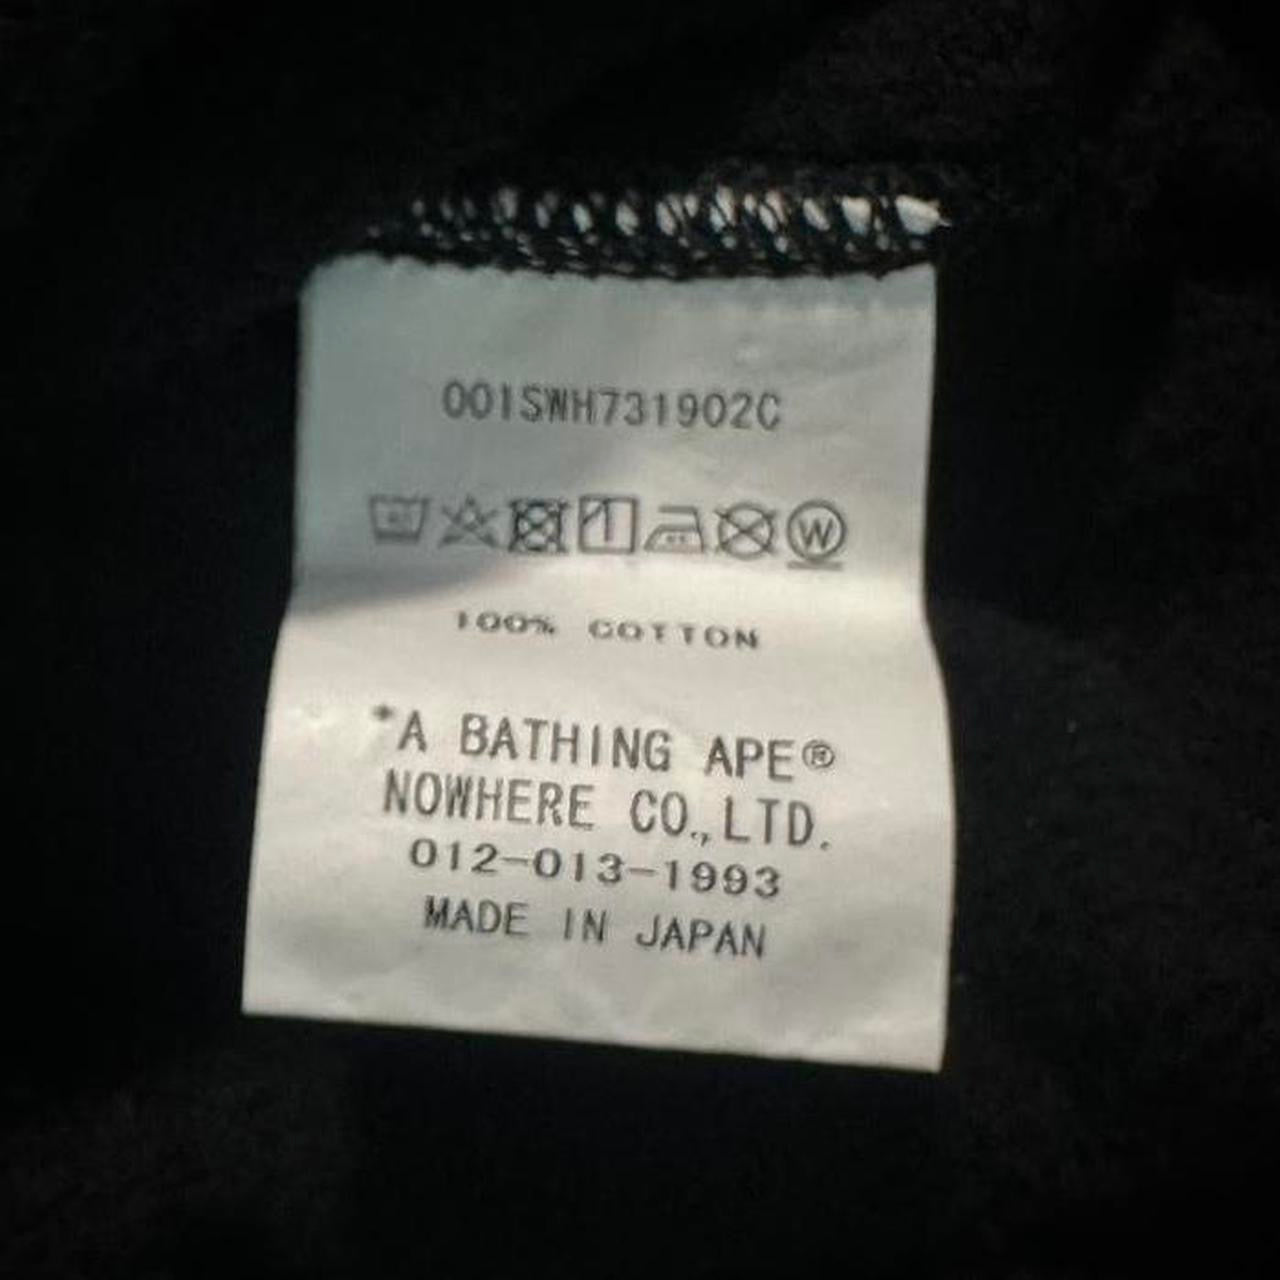 001SWH731902C
W
100% COTTON
*A BATHING APE®
NOWHERE CO.,LTD.
012-013-1993
MADE IN JAPAN